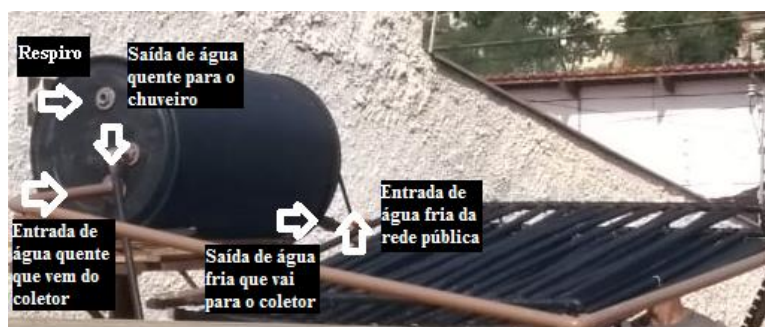 Respiro
Saída de água
quente para o
chuveiro
Entrada de
água quente
que vem do
coletor
Saída de água
fria que vai
para o coletor
Entrada de
água fria da
rede pública